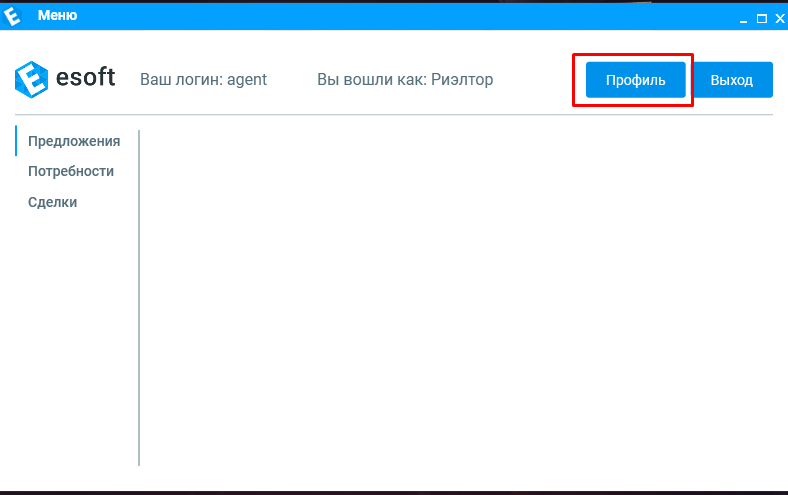 Меню
esoft
Ваш логин: agent
Вы вошли как: Риэлтор
Профиль
Выход
Предложения
Потребности
Сделки